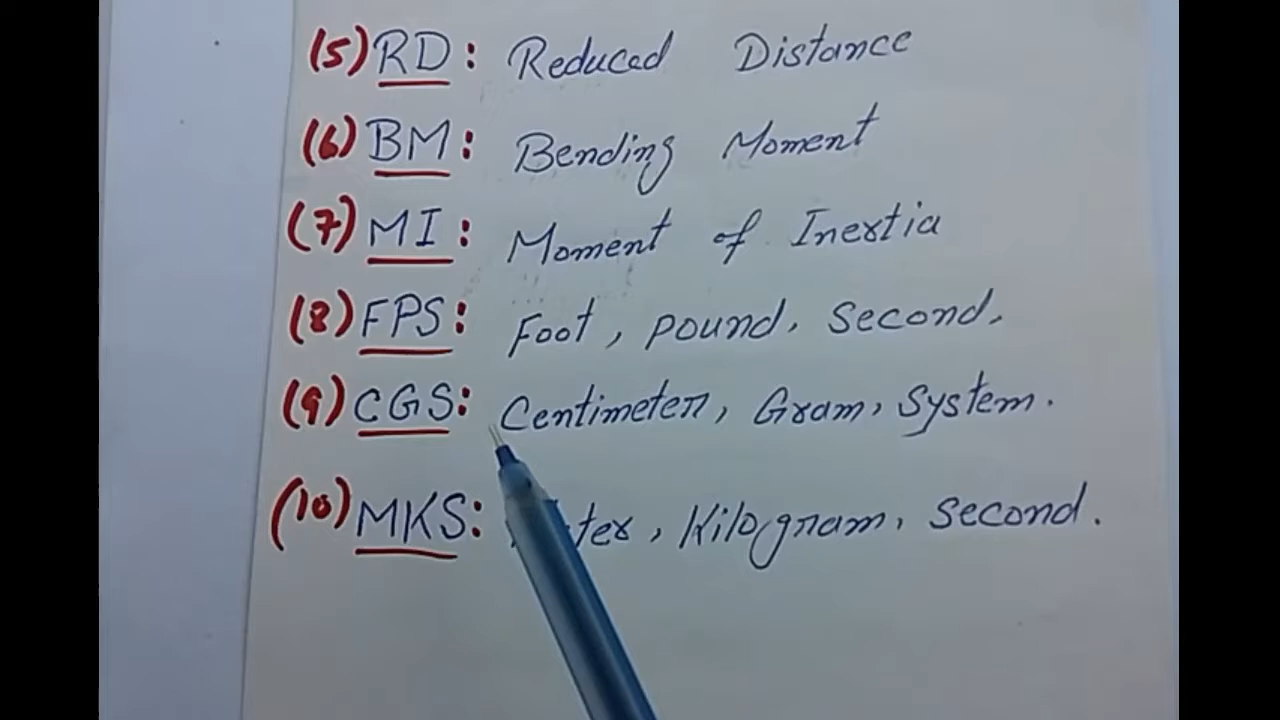 (5) RD: Reduced Distance
(6) BM: Bending Moment
(7) MI: Moment of Inertia
(8) FPS: Foot, pound, second.
(9) CGS: Centimeter, Gram, System.
(10) MKS: , Kilogram, second.